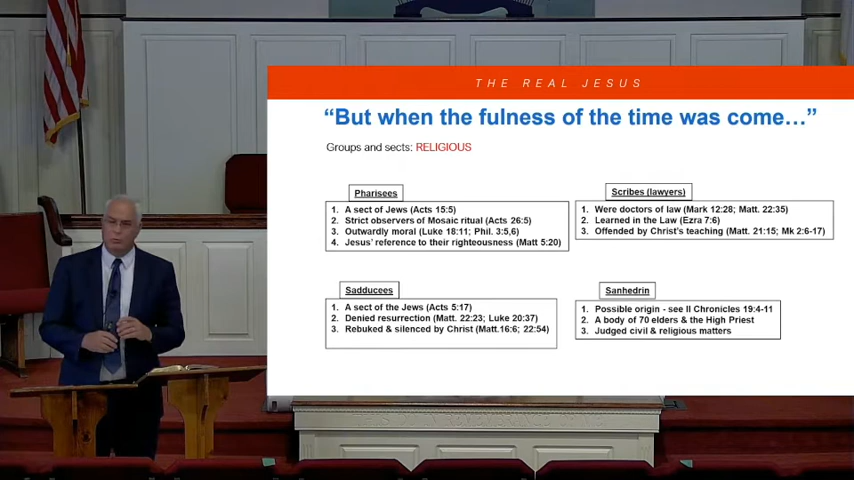 THE REAL JESUS
“But when the fulness of the time was come…”
Groups and sects: RELIGIOUS
Pharisees
1. A sect of Jews (Acts 15:5)
2. Strict observers of Mosaic ritual (Acts 26:5)
3. Outwardly moral (Luke 18:11; Phil. 3:5,6)
4. Jesus' reference to their righteousness (Matt 5:20)
Scribes (lawyers)
1. Were doctors of law (Mark 12:28; Matt. 22:35)
2. Learned in the Law (Ezra 7:6)
3. Offended by Christ's teaching (Matt. 21:15; Mk 2:6-17)
Sadducees
1. A sect of the Jews (Acts 5:17)
2. Denied resurrection (Matt. 22:23; Luke 20:37)
3. Rebuked & silenced by Christ (Matt.16:6; 22:54)
Sanhedrin
1. Possible origin - see II Chronicles 19:4-11
2. A body of 70 elders & the High Priest
3. Judged civil & religious matters